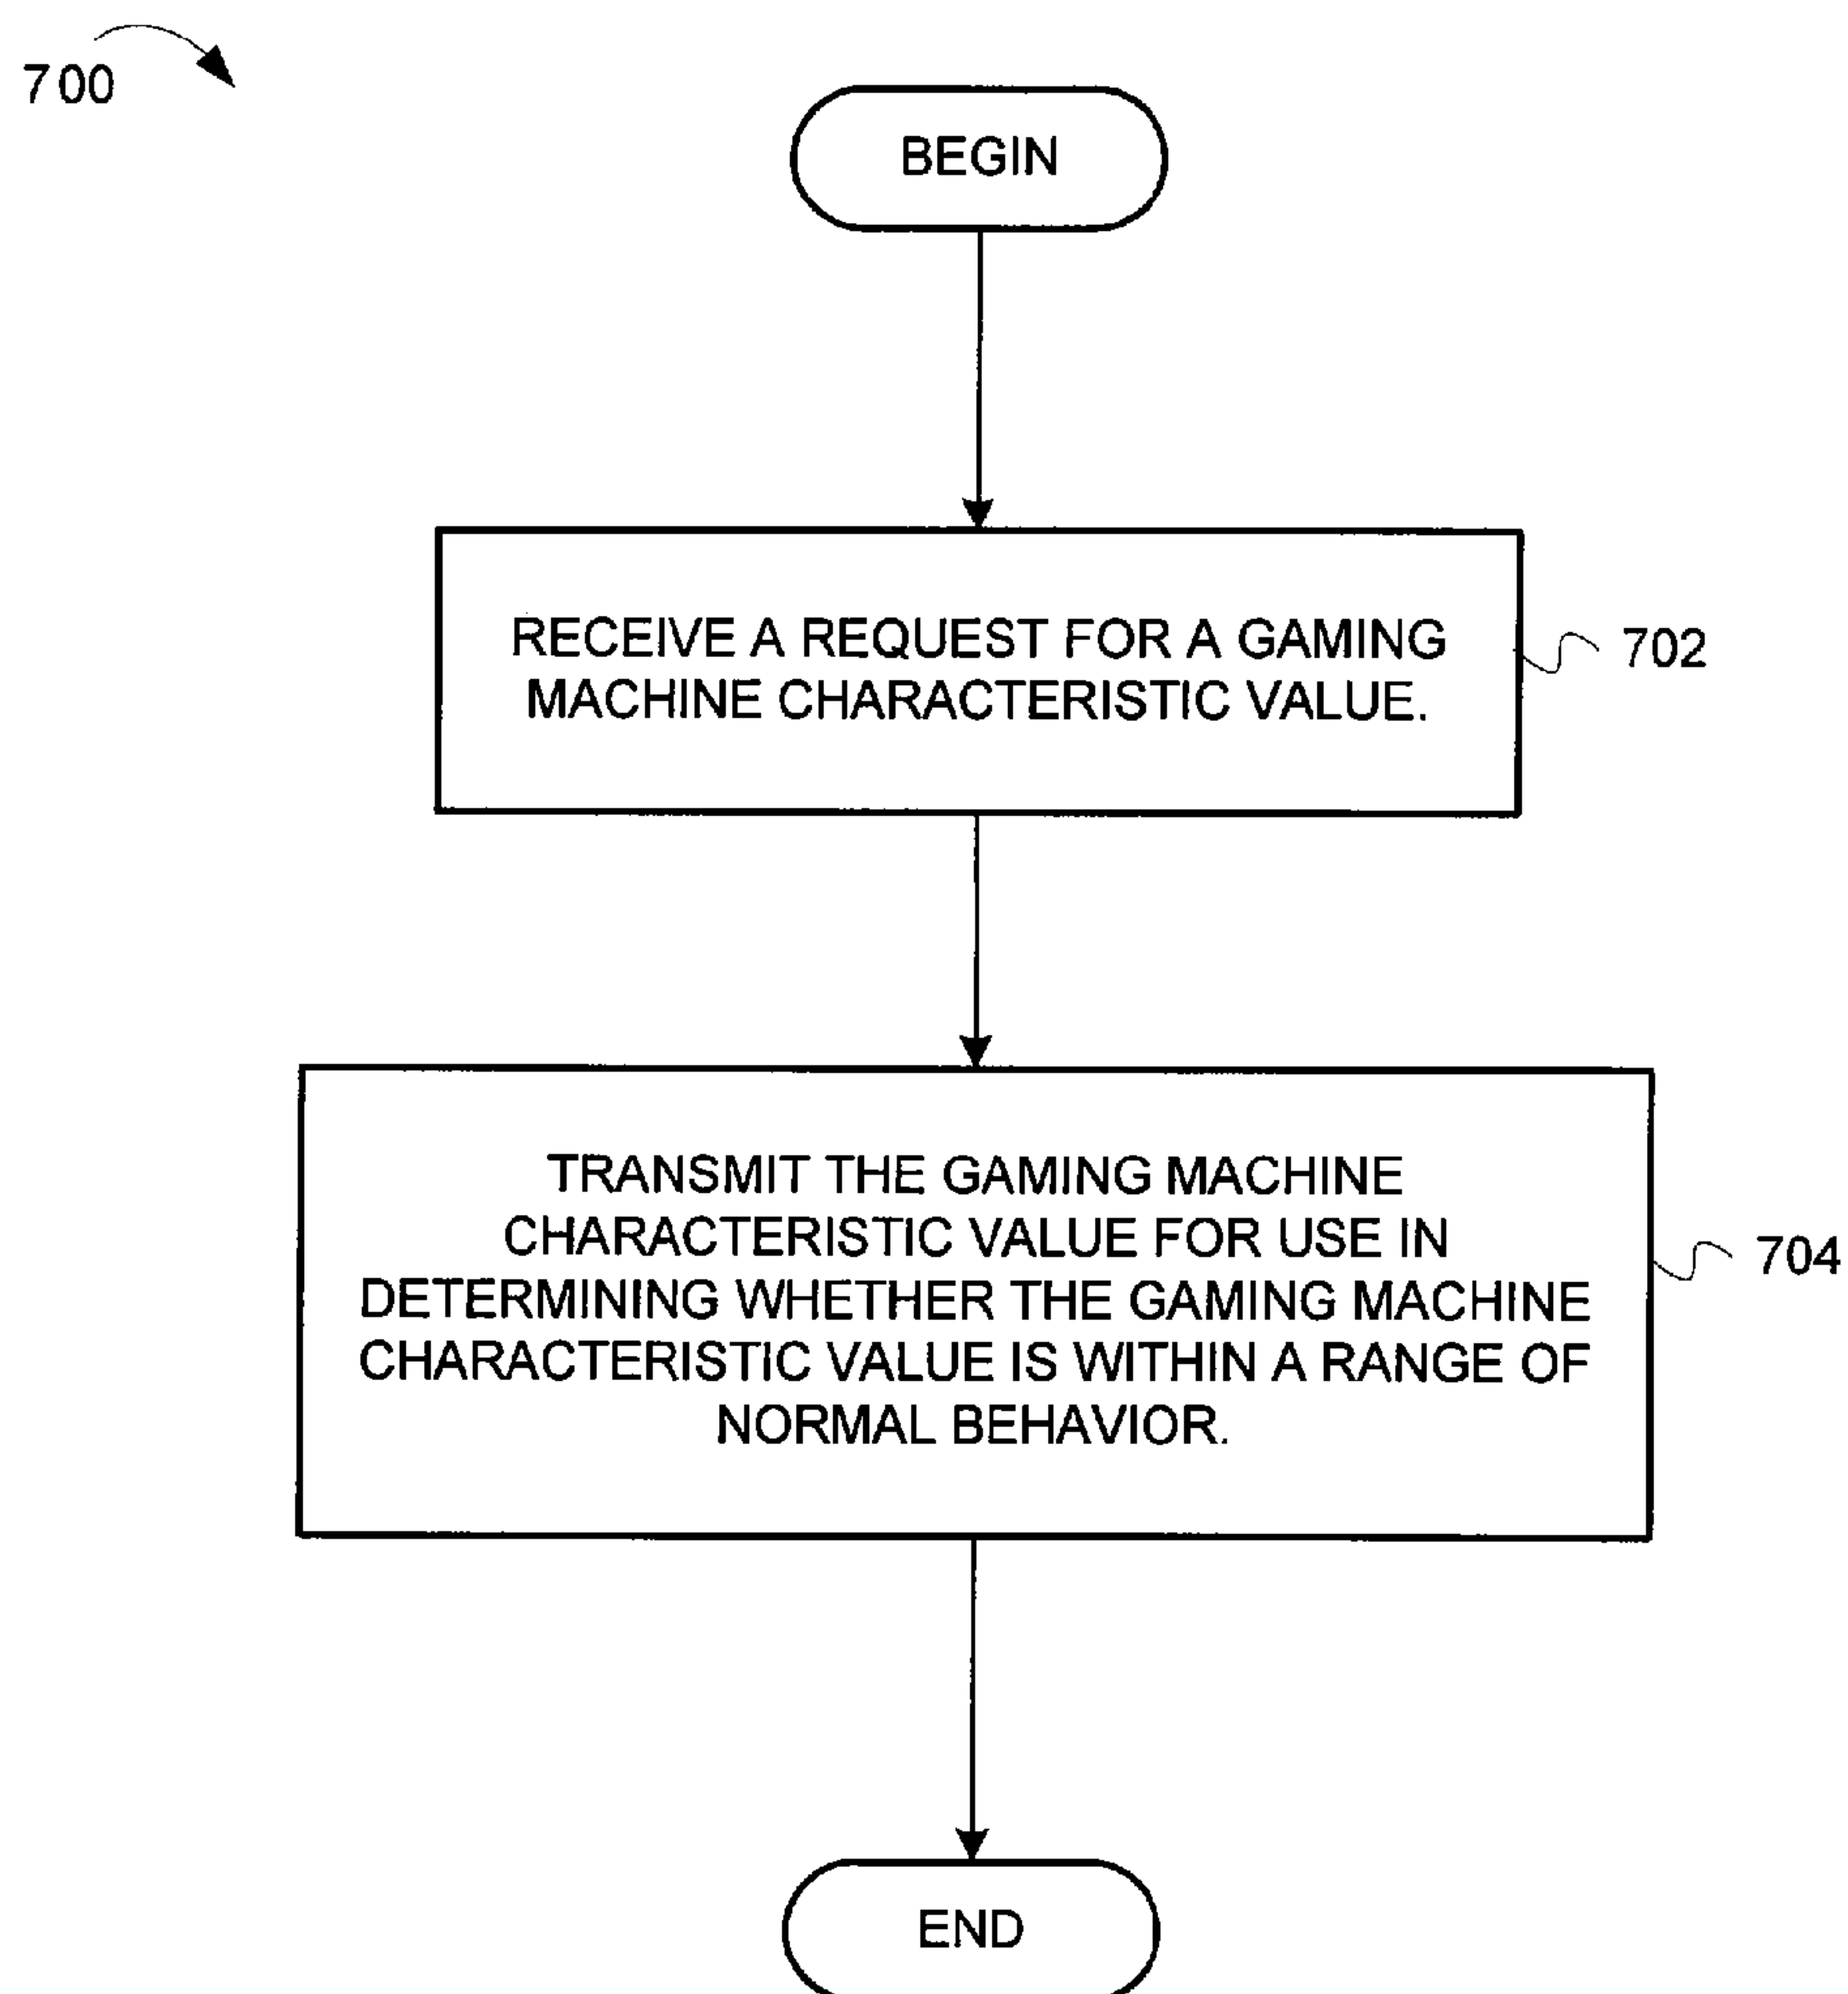 700
BEGIN
RECEIVE A REQUEST FOR A GAMING
MACHINE CHARACTERISTIC VALUE.
702
TRANSMIT THE GAMING MACHINE
CHARACTERISTIC VALUE FOR USE IN
DETERMINING WHETHER THE GAMING MACHINE
CHARACTERISTIC VALUE IS WITHIN A RANGE OF
NORMAL BEHAVIOR.
704
END